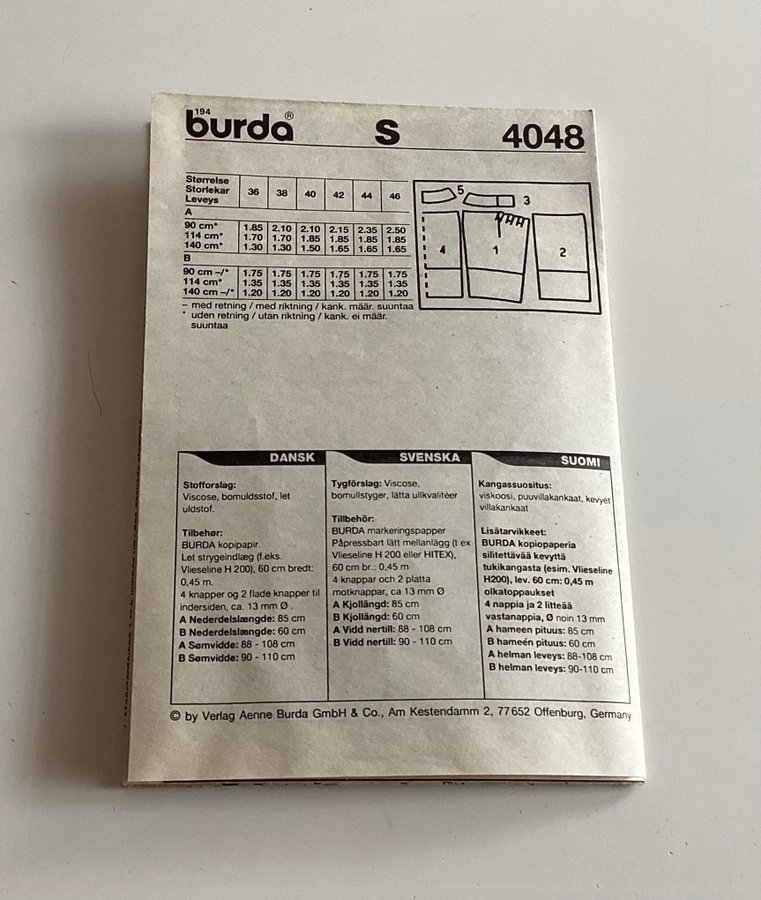 194
burda® S 4048
Størrelse
Storlekar
Leveys
36 38 40 42 44 46
A
90 cm* 1.85 2.10 2.10 2.15 2.35 2.50
114 cm* 1.70 1.70 1.85 1.85 1.85 1.85
140 cm* 1.30 1.30 1.50 1.65 1.65 1.65
B
90 cm –/* 1.75 1.75 1.75 1.75 1.75 1.75
114 cm* 1.35 1.35 1.35 1.35 1.35 1.35
140 cm –/* 1.20 1.20 1.20 1.20 1.20 1.20
– med retning / med riktning / kank. määr. suuntaa
* uden retning / utan riktning / kank. ei määr.
suuntaa
5
3
4 1 2
DANSK
Stofforslag:
Viscose, bomuldsstof, let
uldstof.
Tilbehør:
BURDA kopipapir.
Let strygeindlæg (f.eks.
Vlieseline H 200), 60 cm bredt:
0,45 m.
4 knapper og 2 flade knapper til
indersiden, ca. 13 mm Ø.
A Nederdelslængde: 85 cm
B Nederdelslængde: 60 cm
A Sømvidde: 88 - 108 cm
B Sømvidde: 90 - 110 cm
SVENSKA
Tygförslag: Viscose,
bomullstyger, lätta ullkvalitéer
Tillbehör:
BURDA markeringspapper
Påpressbart lätt mellanlägg (t ex
Vlieseline H 200 eller HITEX),
60 cm br.: 0,45 m
4 knappar och 2 platta
motknappar, ca 13 mm Ø
A Kjollängd: 85 cm
B Kjollängd: 60 cm
A Vidd nertill: 88 - 108 cm
B Vidd nertill: 90 - 110 cm
SUOMI
Kangassuositus:
viskoosi, puuvillakankaat, kevyet
villakankaat
Lisätarvikkeet:
BURDA kopiopaperia
silitettävää kevyttä
tukikangasta (esim. Vlieseline
H200), lev. 60 cm: 0,45 m
olkatoppaukset
4 nappia ja 2 litteää
vastanappia, Ø noin 13 mm
A hameen pituus: 85 cm
B hameen pituus: 60 cm
A helman leveys: 88-108 cm
B helman leveys: 90-110 cm
© by Verlag Aenne Burda GmbH & Co., Am Kestendamm 2, 77652 Offenburg, Germany